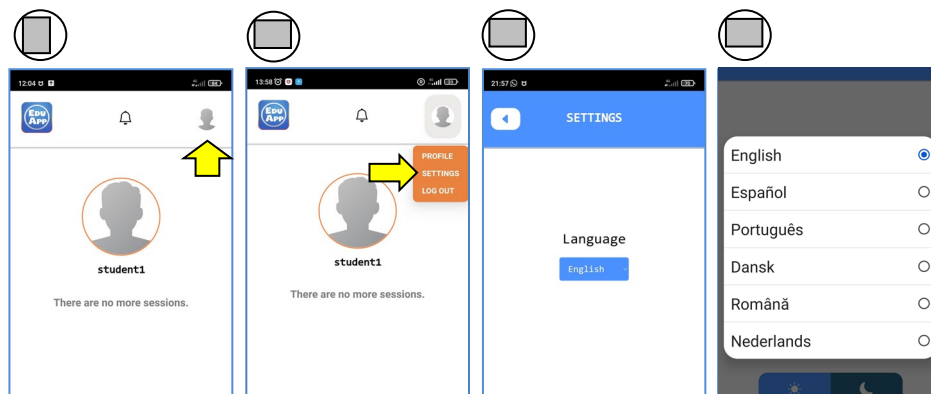 12:04
EDU
APP
student1
There are no more sessions.
13:58
EDU
APP
PROFILE
SETTINGS
LOG OUT
student1
There are no more sessions.
21:57
SETTINGS
Language
English
English
Español
Português
Dansk
Română
Nederlands